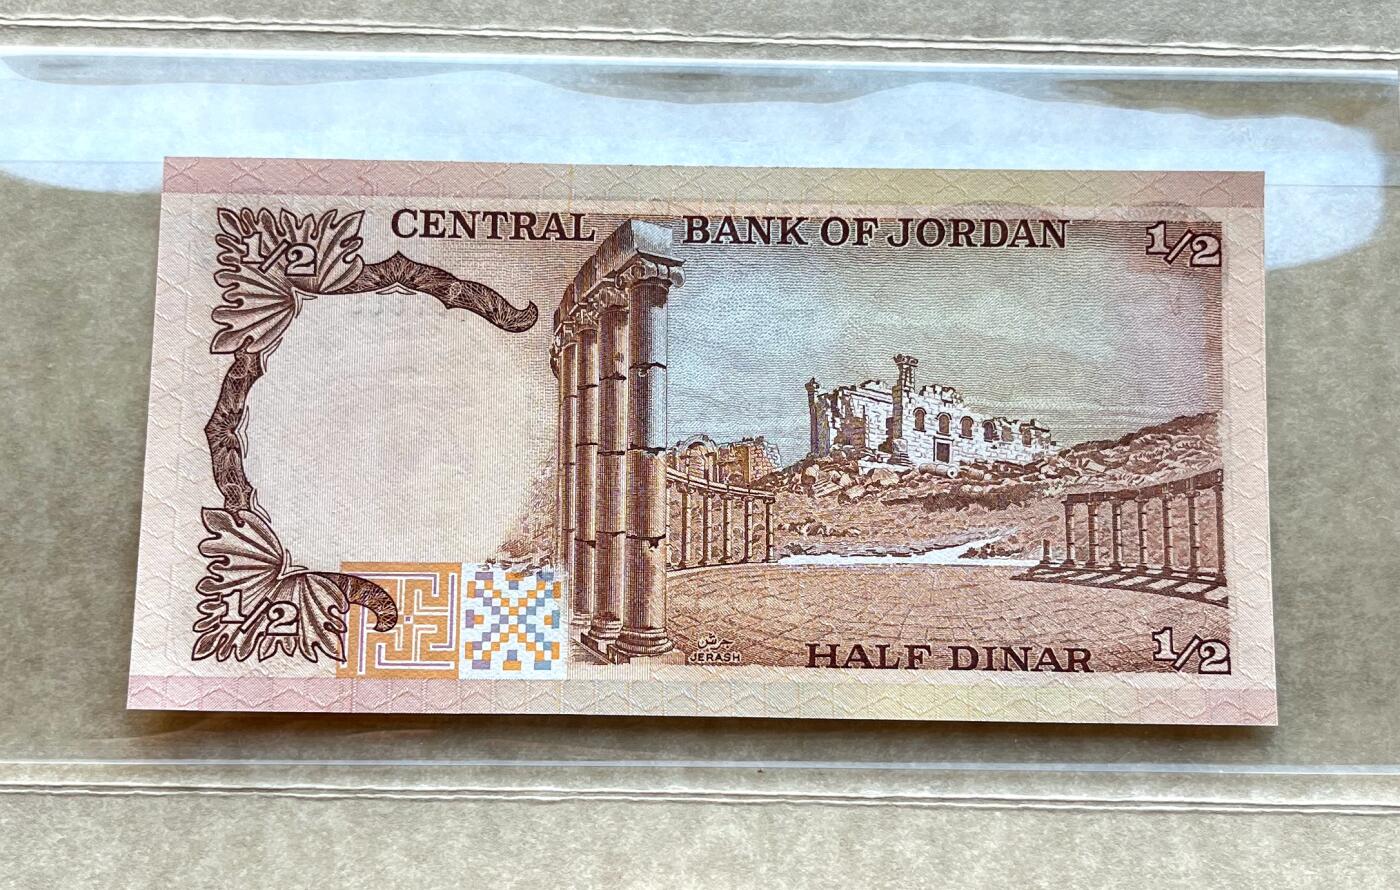 CENTRAL BANK OF JORDAN
1/2
1/2
1/2
جرش
JERASH
HALF DINAR
1/2